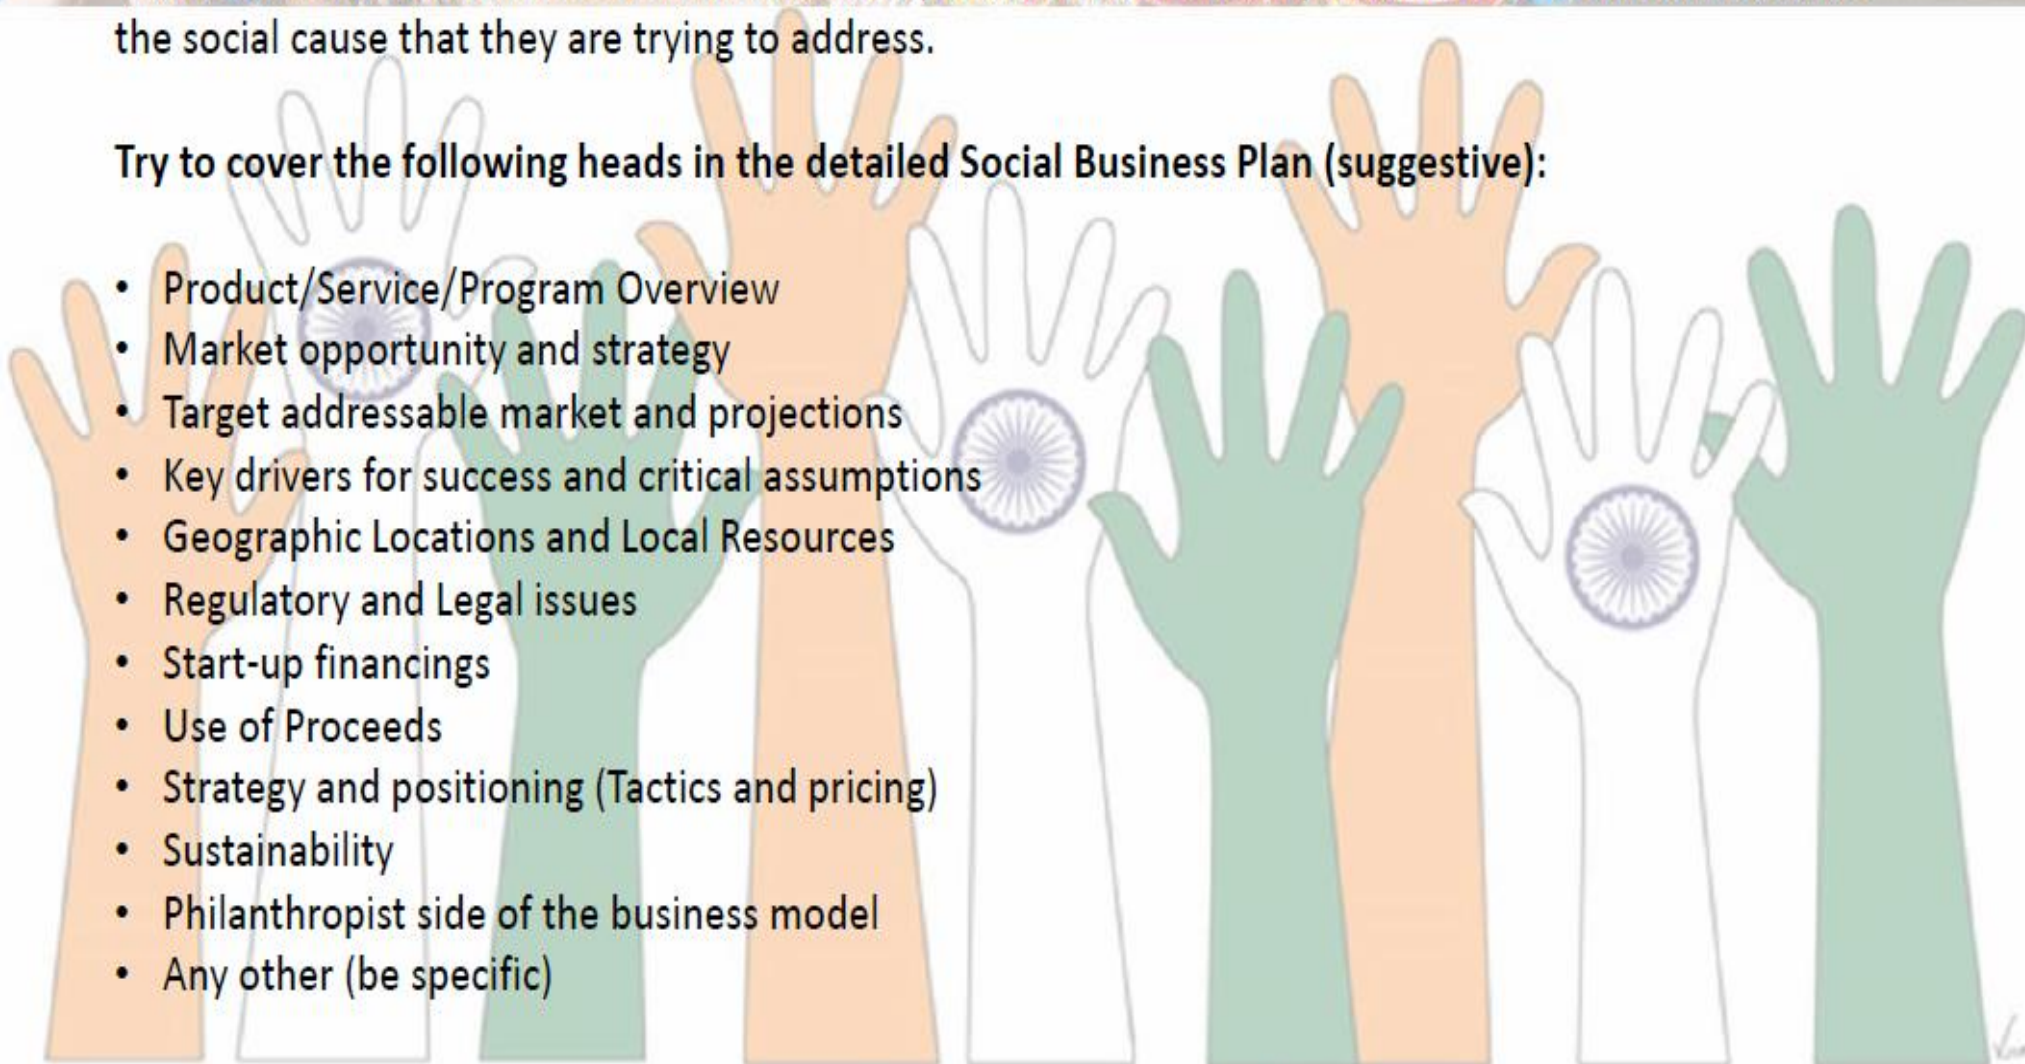 the social cause that they are trying to address.
Try to cover the following heads in the detailed Social Business Plan (suggestive):
• Product/Service/Program Overview
• Market opportunity and strategy
• Target addressable market and projections
• Key drivers for success and critical assumptions
• Geographic Locations and Local Resources
• Regulatory and Legal issues
• Start-up financings
• Use of Proceeds
• Strategy and positioning (Tactics and pricing)
• Sustainability
• Philanthropist side of the business model
• Any other (be specific)